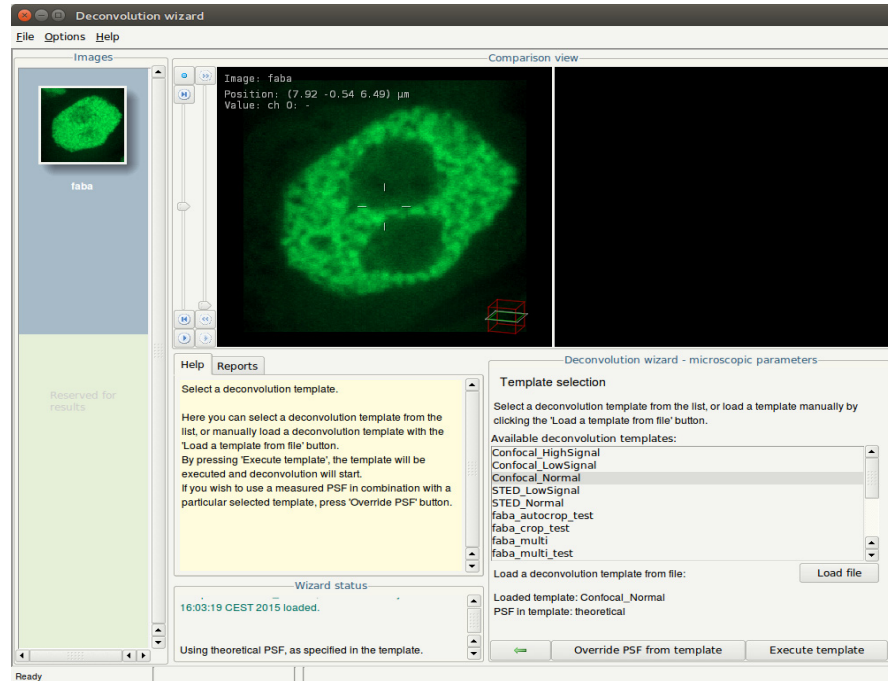 Deconvolution wizard
File Options Help
Images
faba
Reserved for
results
Comparison view
Image: faba
Position: (7.92 -0.54 6.49) µm
Value: ch 0: -
Help
Reports
Select a deconvolution template.
Here you can select a deconvolution template from the
list, or manually load a deconvolution template with the
'Load a template from file' button.
By pressing 'Execute template', the template will be
executed and deconvolution will start.
If you wish to use a measured PSF in combination with a
particular selected template, press 'Override PSF' button.
Wizard status
16:03:19 CEST 2015 loaded.
Using theoretical PSF, as specified in the template.
Deconvolution wizard - microscopic parameters
Template selection
Select a deconvolution template from the list, or load a template manually by
clicking the 'Load a template from file' button.
Available deconvolution templates:
Confocal_HighSignal
Confocal_LowSignal
Confocal_Normal
STED_LowSignal
STED_Normal
faba_autocrop_test
faba_crop_test
faba_multi
faba_multi_test
Load a deconvolution template from file:
Load file
Loaded template: Confocal_Normal
PSF in template: theoretical
Override PSF from template
Execute template
Ready